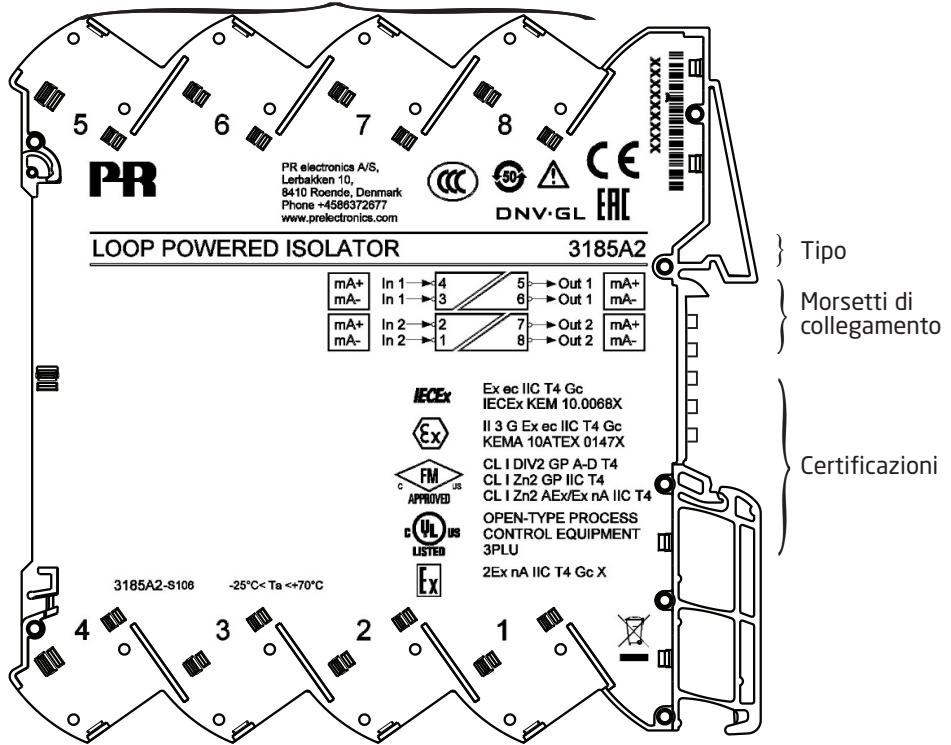 5 6 7 8
XXXXXXXXX
PR
PR electronics A/S,
Lerbakken 10,
8410 Roende, Denmark
Phone +4586372677
www.prelectronics.com
CCC
50
CE
DNV·GL
EAC
LOOP POWERED ISOLATOR 3185A2
Tipo
mA+ In 1 4 5 Out 1 mA+
mA- In 1 3 6 Out 1 mA-
mA+ In 2 2 7 Out 2 mA+
mA- In 2 1 8 Out 2 mA-
Morsetti di
collegamento
IECEx
Ex ec IIC T4 Gc
IECEx KEM 10.0068X
Ex
II 3 G Ex ec IIC T4 Gc
KEMA 10ATEX 0147X
C FM US
APPROVED
CL I DIV2 GP A-D T4
CL I Zn2 GP IIC T4
CL I Zn2 AEx/Ex nA IIC T4
Certificazioni
C UL US
LISTED
OPEN-TYPE PROCESS
CONTROL EQUIPMENT
3PLU
Ex
2Ex nA IIC T4 Gc X
3185A2-S106 -25°C< Ta <+70°C
4 3 2 1